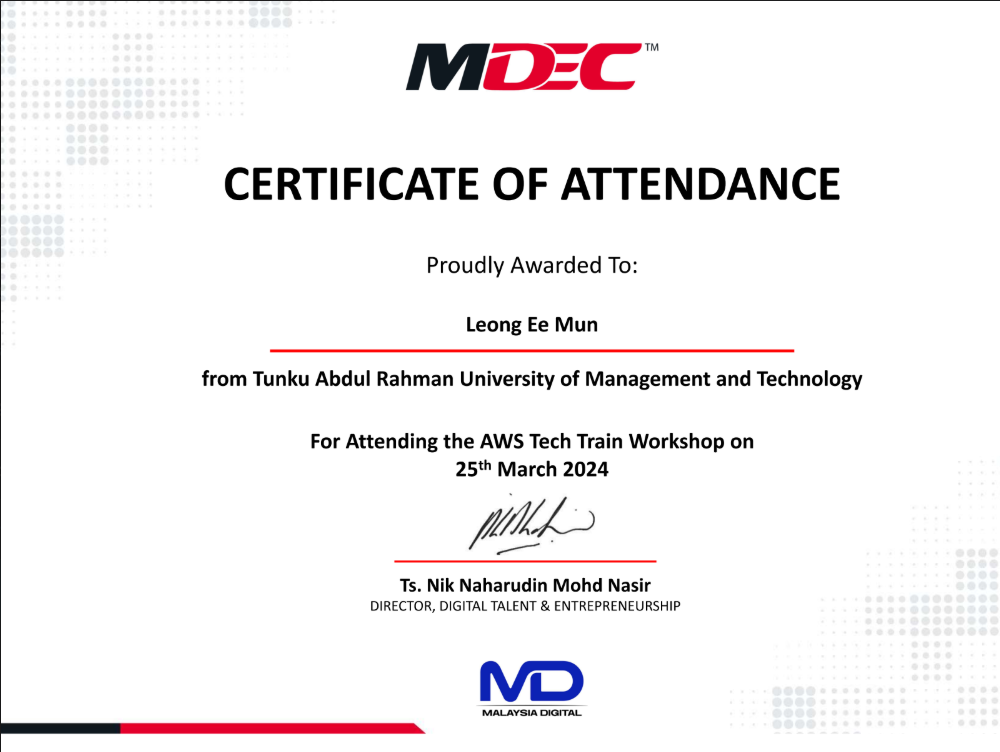 MDEC™
CERTIFICATE OF ATTENDANCE
Proudly Awarded To:
Leong Ee Mun
from Tunku Abdul Rahman University of Management and Technology
For Attending the AWS Tech Train Workshop on
25th March 2024
Ts. Nik Naharudin Mohd Nasir
DIRECTOR, DIGITAL TALENT & ENTREPRENEURSHIP
MD
MALAYSIA DIGITAL